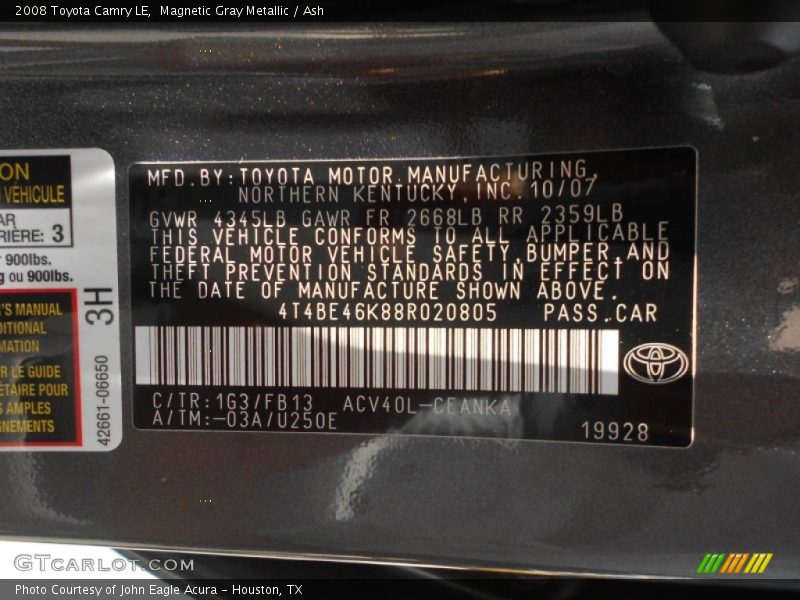 2008 Toyota Camry LE,  Magnetic Gray Metallic / Ash
ON
VÉHICULE
AR
RIÈRE: 3
900lbs.
g ou 900lbs.
'S MANUAL
DITIONAL
MATION
R LE GUIDE
ÉTAIRE POUR
S AMPLES
GNEMENTS
3H
42661-06650
MFD.BY:TOYOTA MOTOR MANUFACTURING,
NORTHERN KENTUCKY,INC.10/07
GVWR 4345LB GAWR FR 2668LB RR 2359LB
THIS VEHICLE CONFORMS TO ALL APPLICABLE
FEDERAL MOTOR VEHICLE SAFETY,BUMPER,AND
THEFT PREVENTION STANDARDS IN EFFECT ON
THE DATE OF MANUFACTURE SHOWN ABOVE.
4T4BE46K88R020805 PASS.CAR
C/TR:1G3/FB13 ACV40L-CEANKA
A/TM:-03A/U250E
19928
GTCARLOT.COM
Photo Courtesy of John Eagle Acura - Houston, TX